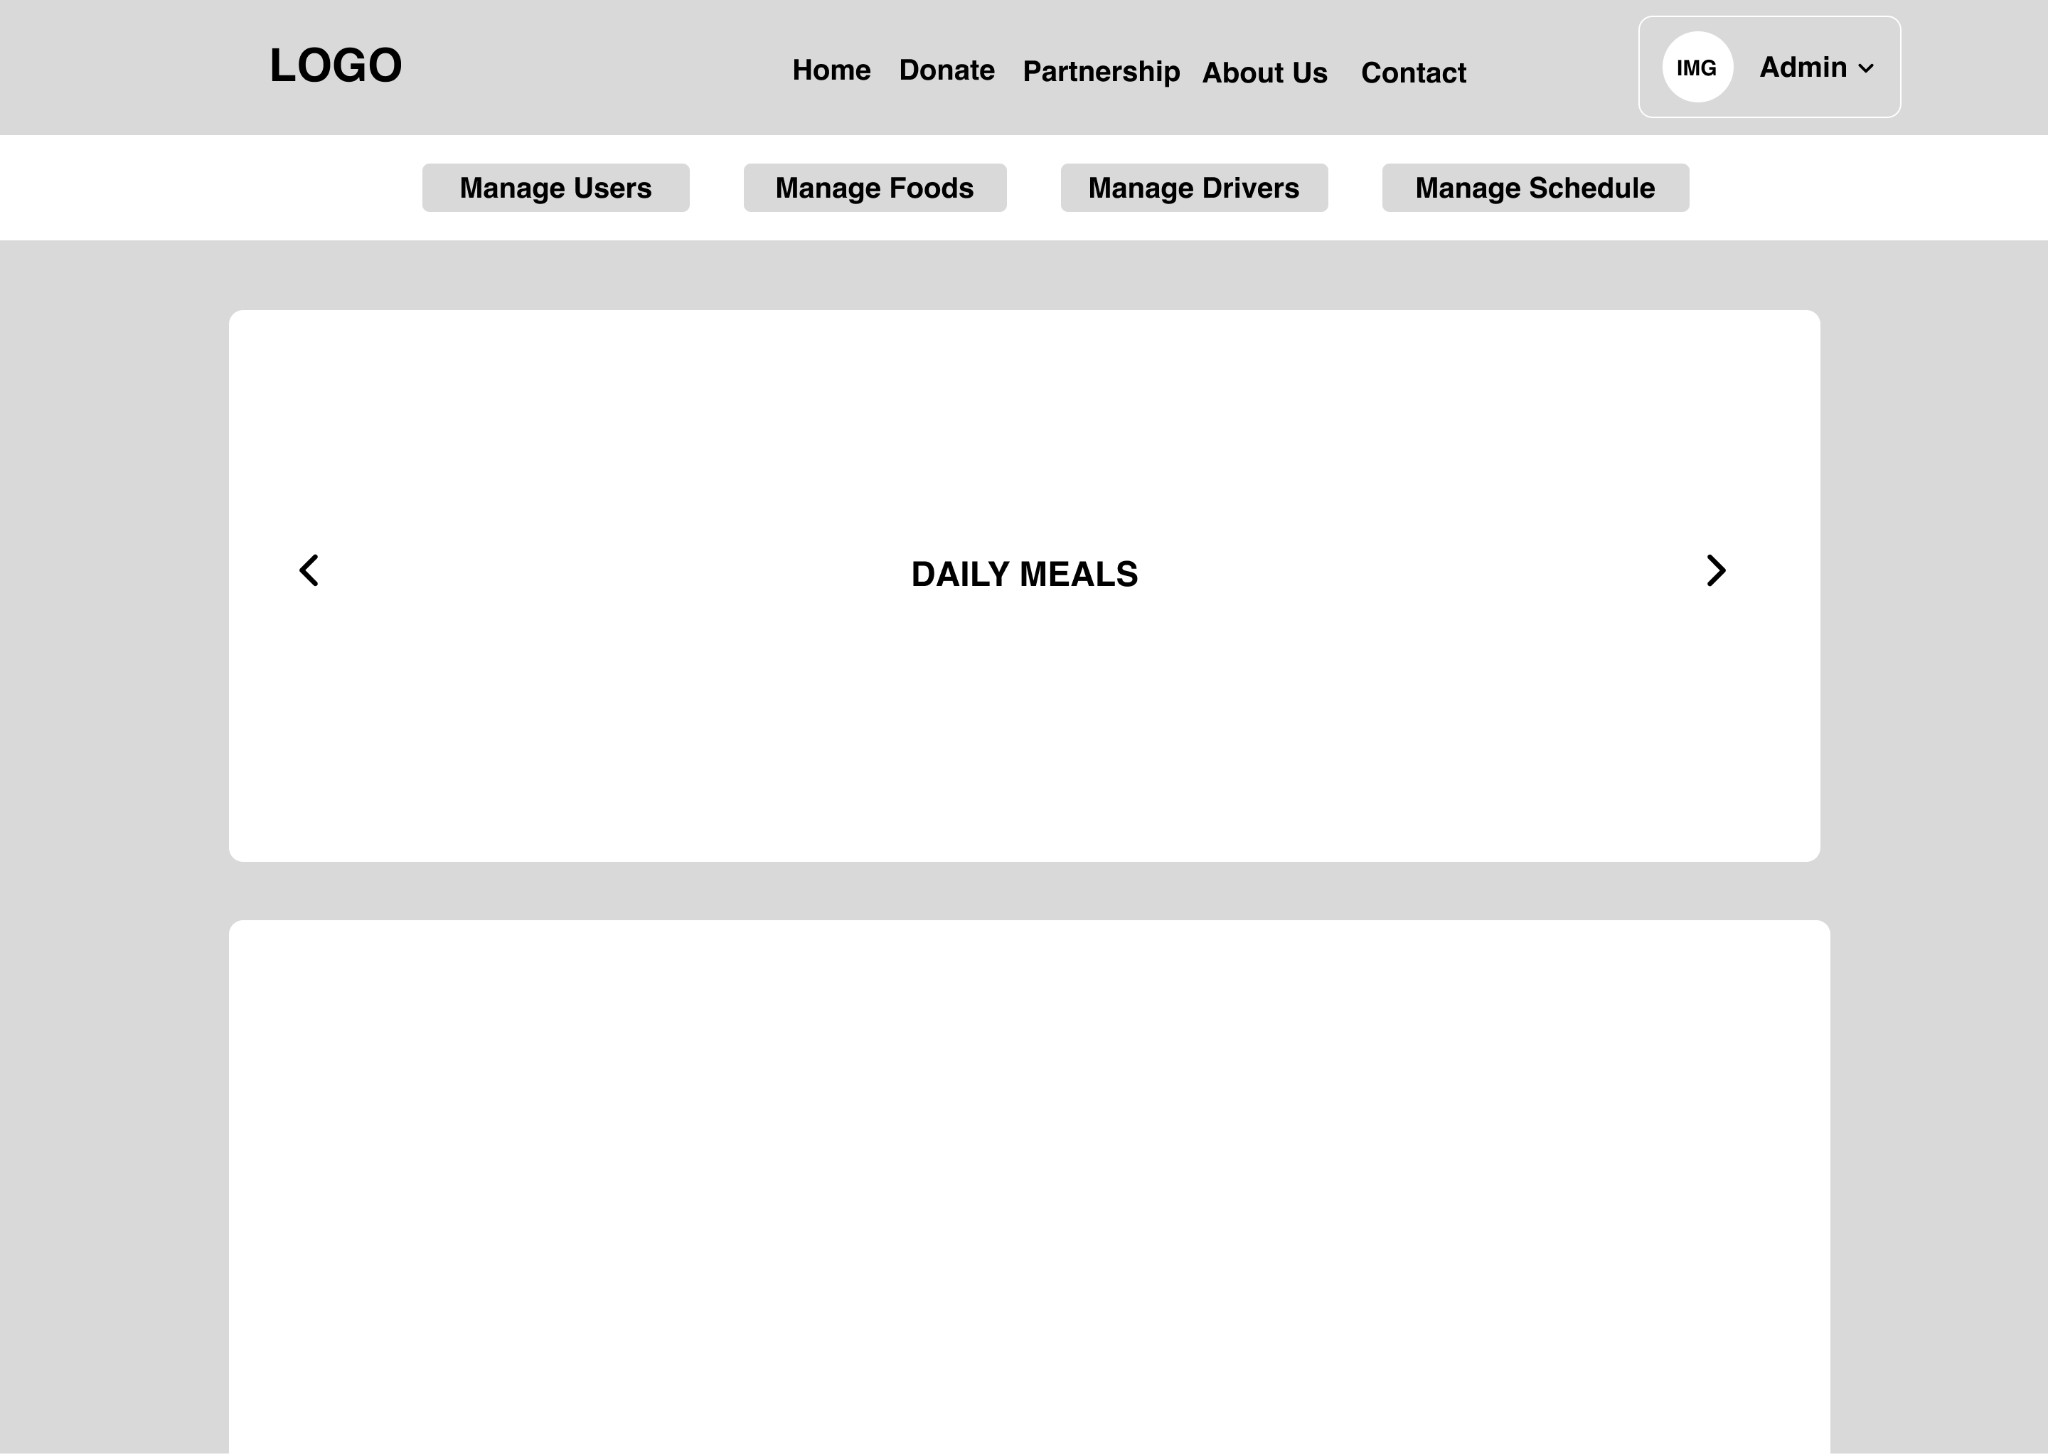 LOGO
Home Donate Partnership About Us Contact
IMG Admin
Manage Users Manage Foods Manage Drivers Manage Schedule
DAILY MEALS